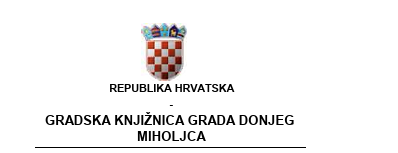 REPUBLIKA HRVATSKA
-
GRADSKA KNJIŽNICA GRADA DONJEG
MIHOLJCA